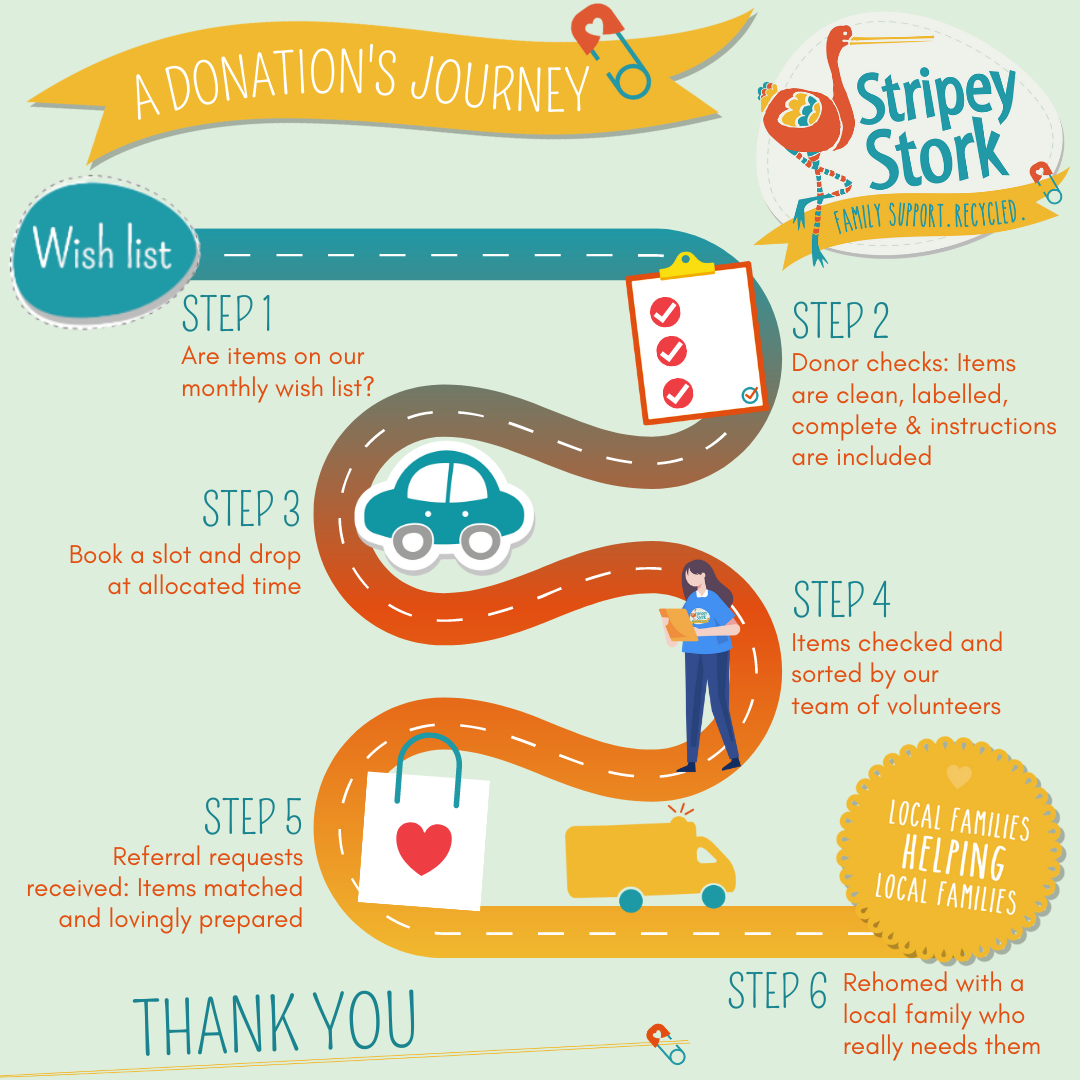 A DONATION'S JOURNEY
Stripey
Stork
FAMILY SUPPORT. RECYCLED.
Wish list
STEP 1
Are items on our
monthly wish list?
STEP 2
Donor checks: Items
are clean, labelled,
complete & instructions
are included
STEP 3
Book a slot and drop
at allocated time
STEP 4
Items checked and
sorted by our
team of volunteers
STEP 5
Referral requests
received: Items matched
and lovingly prepared
LOCAL FAMILIES
HELPING
LOCAL FAMILIES
STEP 6
Rehomed with a
local family who
really needs them
THANK YOU